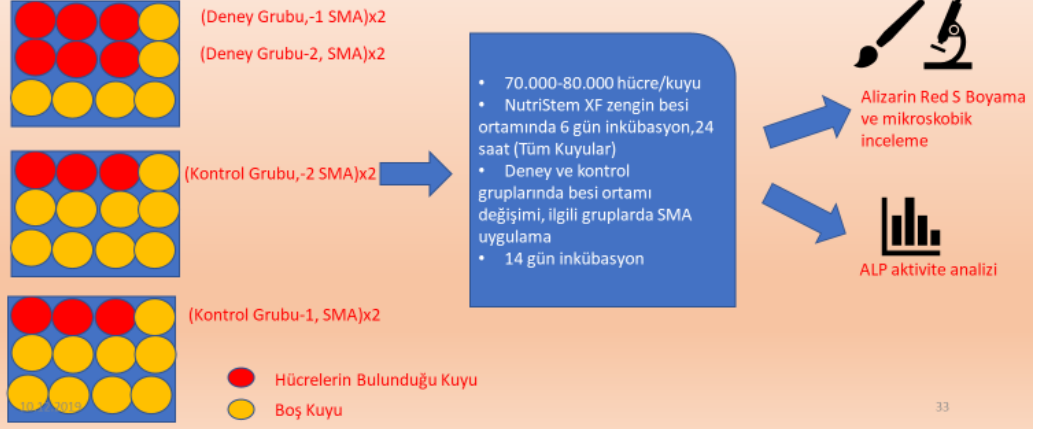 (Deney Grubu,-1 SMA)x2
(Deney Grubu-2, SMA)x2
(Kontrol Grubu,-2 SMA)x2
(Kontrol Grubu-1, SMA)x2
Hücrelerin Bulunduğu Kuyu
Boş Kuyu
• 70.000-80.000 hücre/kuyu
• NutriStem XF zengin besi
ortamında 6 gün inkübasyon,24
saat (Tüm Kuyular)
• Deney ve kontrol
gruplarında besi ortamı
değişimi, ilgili gruplarda SMA
uygulama
• 14 gün inkübasyon
Alizarin Red S Boyama
ve mikroskobik
inceleme
ALP aktivite analizi
33